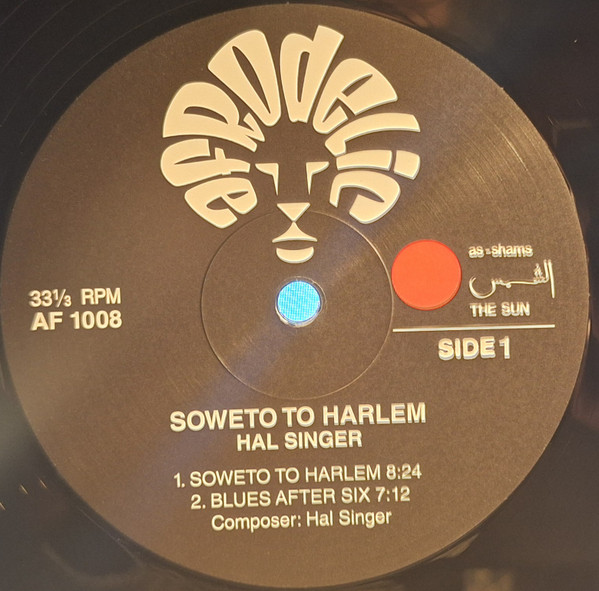 afrodelic
33⅓ RPM
AF 1008
as-shams
الشمس
THE SUN
SIDE 1
SOWETO TO HARLEM
HAL SINGER
1. SOWETO TO HARLEM 8:24
2. BLUES AFTER SIX 7:12
Composer: Hal Singer